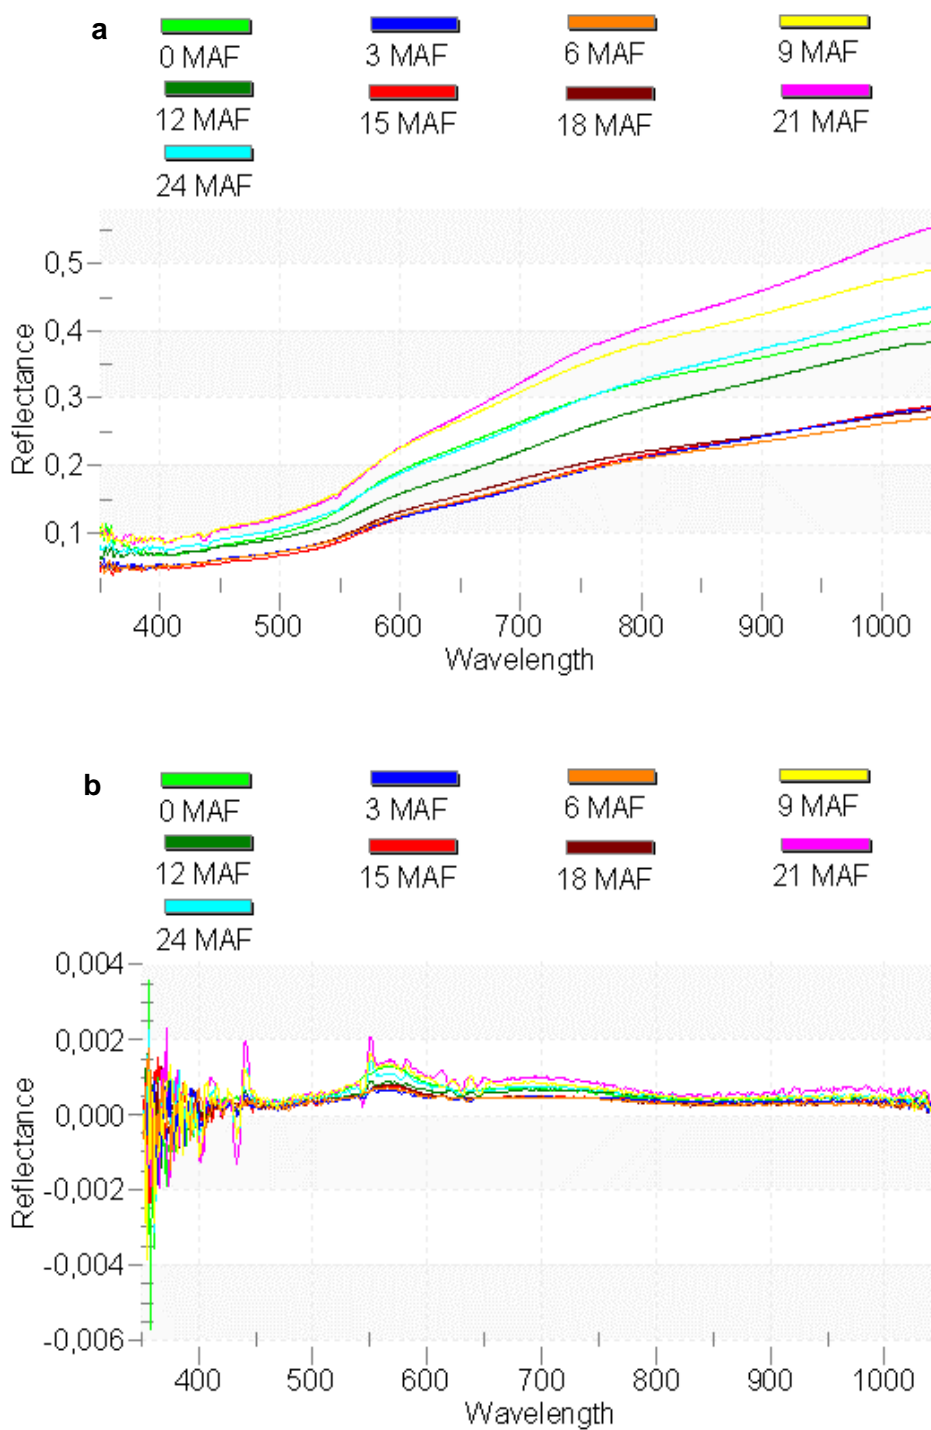 a
0 MAF 3 MAF 6 MAF 9 MAF
12 MAF 15 MAF 18 MAF 21 MAF
24 MAF
0,5
0,4
0,3
0,2
0,1
Reflectance
400 500 600 700 800 900 1000
Wavelength
b
0 MAF 3 MAF 6 MAF 9 MAF
12 MAF 15 MAF 18 MAF 21 MAF
24 MAF
0,004
0,002
0,000
-0,002
-0,004
-0,006
Reflectance
400 500 600 700 800 900 1000
Wavelength